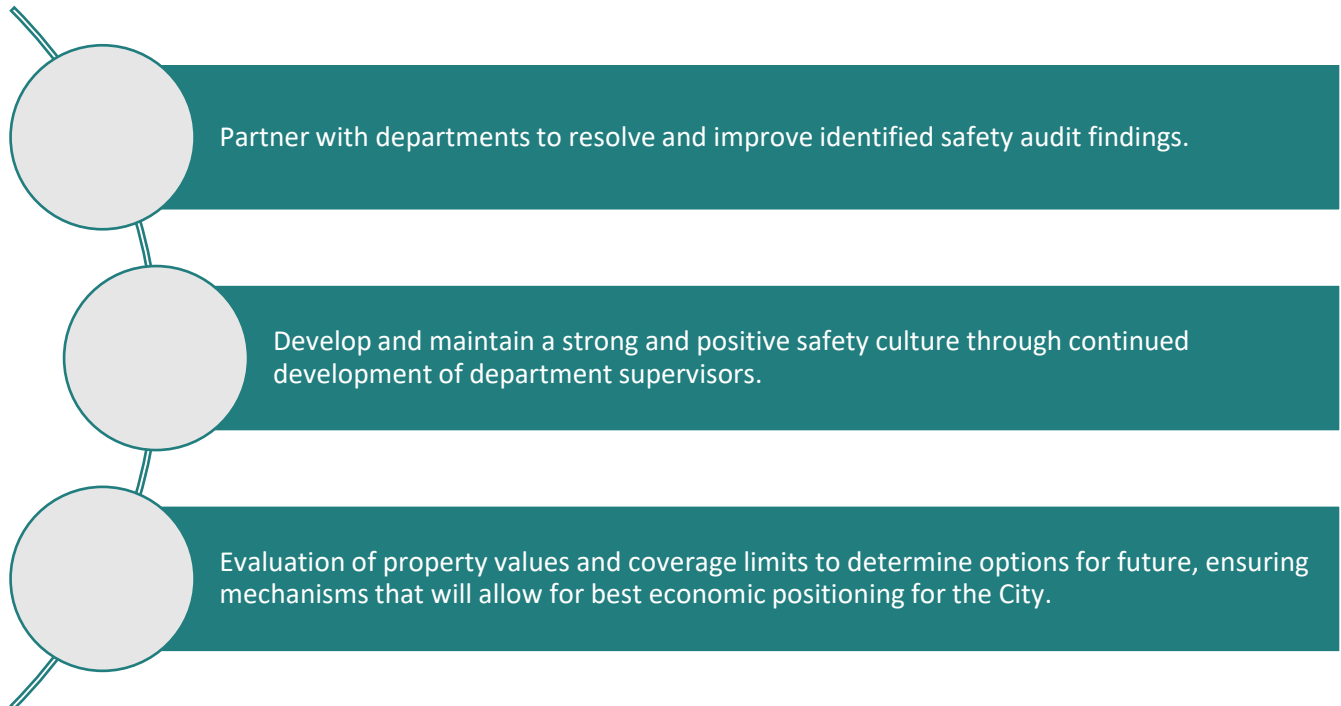 Partner with departments to resolve and improve identified safety audit findings.
Develop and maintain a strong and positive safety culture through continued
development of department supervisors.
Evaluation of property values and coverage limits to determine options for future, ensuring
mechanisms that will allow for best economic positioning for the City.